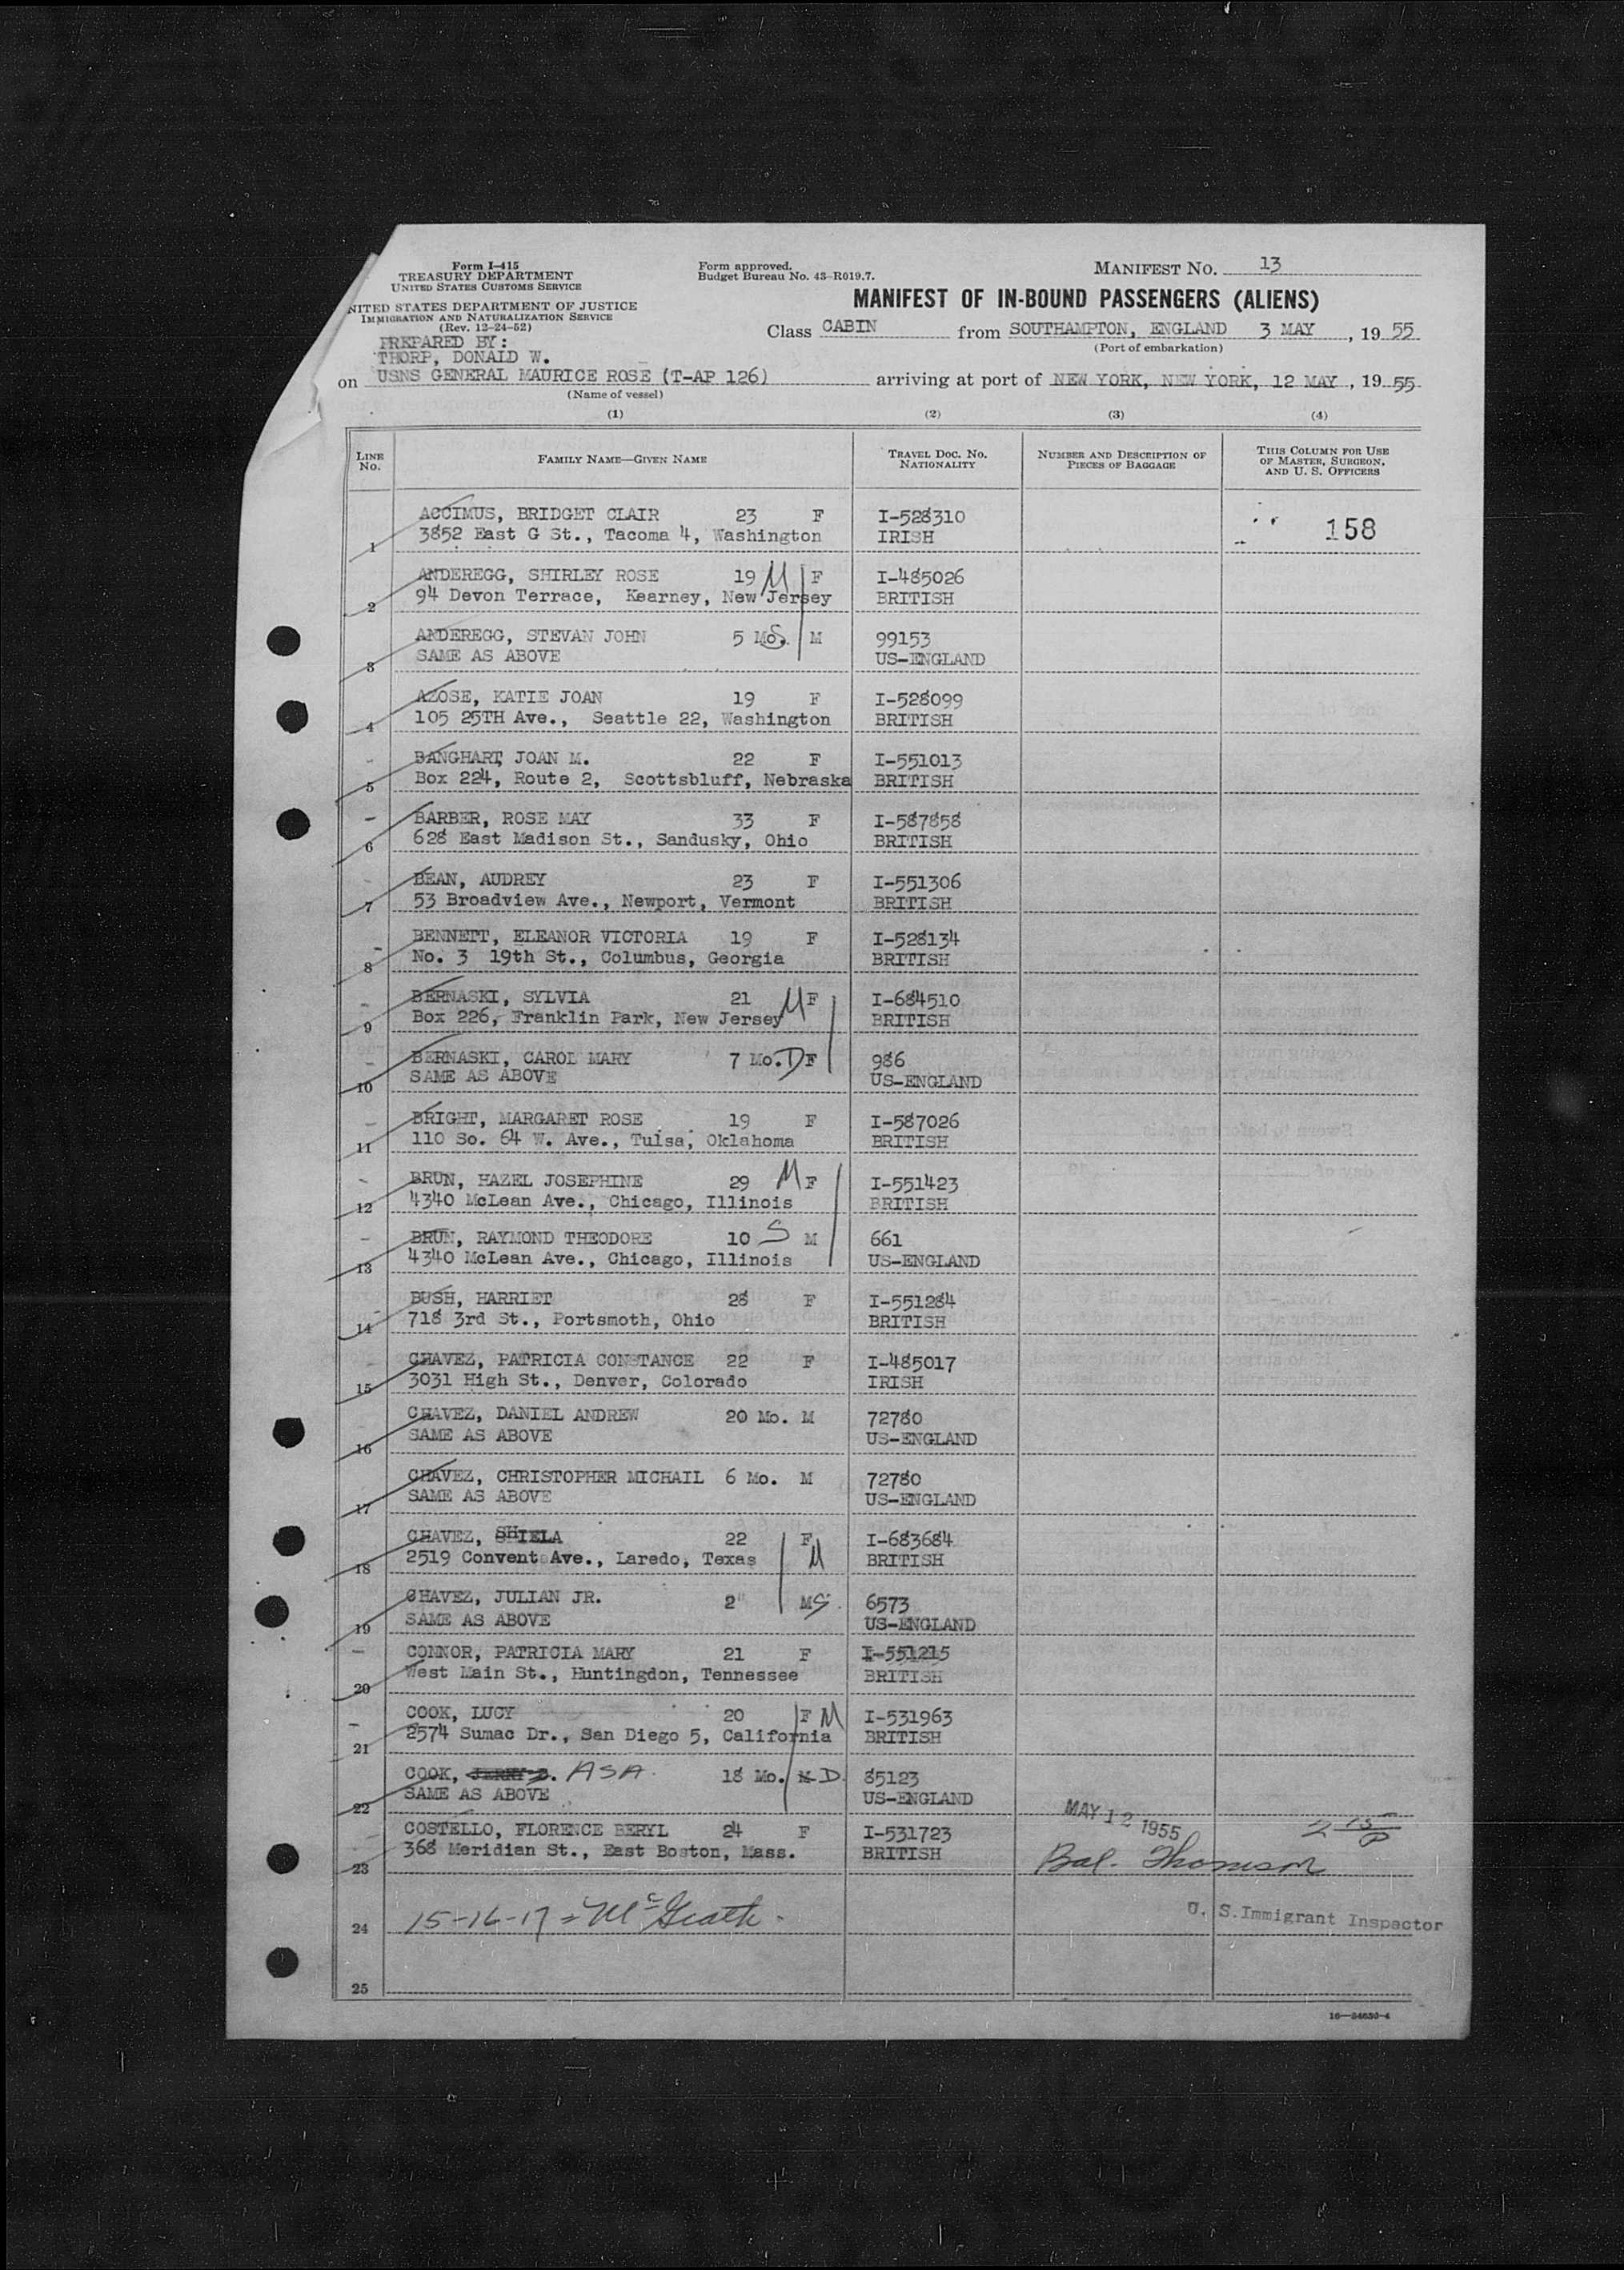 Form I-415
TREASURY DEPARTMENT
UNITED STATES CUSTOMS SERVICE
NITED STATES DEPARTMENT OF JUSTICE
IMMIGRATION AND NATURALIZATION SERVICE
(Rev. 12-24-52)
PREPARED BY:
THORP, DONALD W.
Form approved.
Budget Bureau No. 43-R019.7.
MANIFEST NO. 13
MANIFEST OF IN-BOUND PASSENGERS (ALIENS)
Class CABIN from SOUTHAMPTON, ENGLAND 3 MAY, 1955
(Port of embarkation)
on USNS GENERAL MAURICE ROSE (T-AP 126) arriving at port of NEW YORK, NEW YORK, 12 MAY, 1955
(Name of vessel)
(1) (2) (3) (4)
LINE No. FAMILY NAME—GIVEN NAME TRAVEL DOC. NO. NATIONALITY NUMBER AND DESCRIPTION OF PIECES OF BAGGAGE THIS COLUMN FOR USE OF MASTER, SURGEON, AND U. S. OFFICERS
ACCIMUS, BRIDGET CLAIR 23 F I-528310 158
1 3852 East G St., Tacoma 4, Washington IRISH
ANDEREGG, SHIRLEY ROSE 19 M F I-485026
2 94 Devon Terrace, Kearney, New Jersey BRITISH
ANDEREGG, STEVAN JOHN 5 Mo. S M 99153
3 SAME AS ABOVE US-ENGLAND
AZOSE, KATIE JOAN 19 F I-528099
4 105 25TH Ave., Seattle 22, Washington BRITISH
BANGHART, JOAN M. 22 F I-551013
5 Box 224, Route 2, Scottsbluff, Nebraska BRITISH
BARBER, ROSE MAY 33 F I-587858
6 628 East Madison St., Sandusky, Ohio BRITISH
BEAN, AUDREY 23 F I-551306
7 53 Broadview Ave., Newport, Vermont BRITISH
BENNETT, ELEANOR VICTORIA 19 F I-528134
8 No. 3 19th St., Columbus, Georgia BRITISH
BERNASKI, SYLVIA 21 M F I-684510
9 Box 226, Franklin Park, New Jersey BRITISH
BERNASKI, CAROL MARY 7 Mo. D F 986
10 SAME AS ABOVE US-ENGLAND
BRIGHT, MARGARET ROSE 19 F I-587026
11 110 So. 64 W. Ave., Tulsa, Oklahoma BRITISH
BRUN, HAZEL JOSEPHINE 29 M F I-551423
12 4340 McLean Ave., Chicago, Illinois BRITISH
BRUN, RAYMOND THEODORE 10 S M 661
13 4340 McLean Ave., Chicago, Illinois US-ENGLAND
BUSH, HARRIET 28 F I-551284
14 718 3rd St., Portsmoth, Ohio BRITISH
CHAVEZ, PATRICIA CONSTANCE 22 F I-485017
15 3031 High St., Denver, Colorado IRISH
CHAVEZ, DANIEL ANDREW 20 Mo. M 72780
16 SAME AS ABOVE US-ENGLAND
CHAVEZ, CHRISTOPHER MICHAIL 6 Mo. M 72780
17 SAME AS ABOVE US-ENGLAND
CHAVEZ, SHIELA 22 F M I-683684
18 2519 Convent Ave., Laredo, Texas BRITISH
CHAVEZ, JULIAN JR. 2" M S. 6573
19 SAME AS ABOVE US-ENGLAND
CONNOR, PATRICIA MARY 21 F I-551215
20 West Main St., Huntingdon, Tennessee BRITISH
COOK, LUCY 20 F M I-531963
21 2574 Sumac Dr., San Diego 5, California BRITISH
COOK, ASA. 18 Mo. M D. 85123
22 SAME AS ABOVE US-ENGLAND
COSTELLO, FLORENCE BERYL 24 F I-531723 MAY 12 1955
23 368 Meridian St., East Boston, Mass. BRITISH Bal. Thomson
24 15-16-17 = McGrath. U. S. Immigrant Inspector
25
16—24630-4